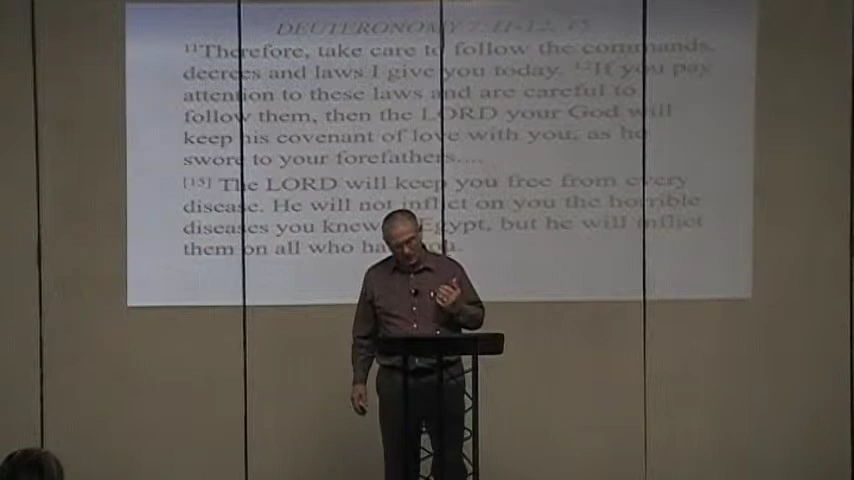 DEUTERONOMY 7: 11-12, 15
11Therefore, take care to follow the commands,
decrees and laws I give you today. 12If you pay
attention to these laws and are careful to
follow them, then the LORD your God will
keep his covenant of love with you, as he
swore to your forefathers....
[15] The LORD will keep you free from every
disease. He will not inflict on you the horrible
diseases you knew Egypt, but he will inflict
them on all who